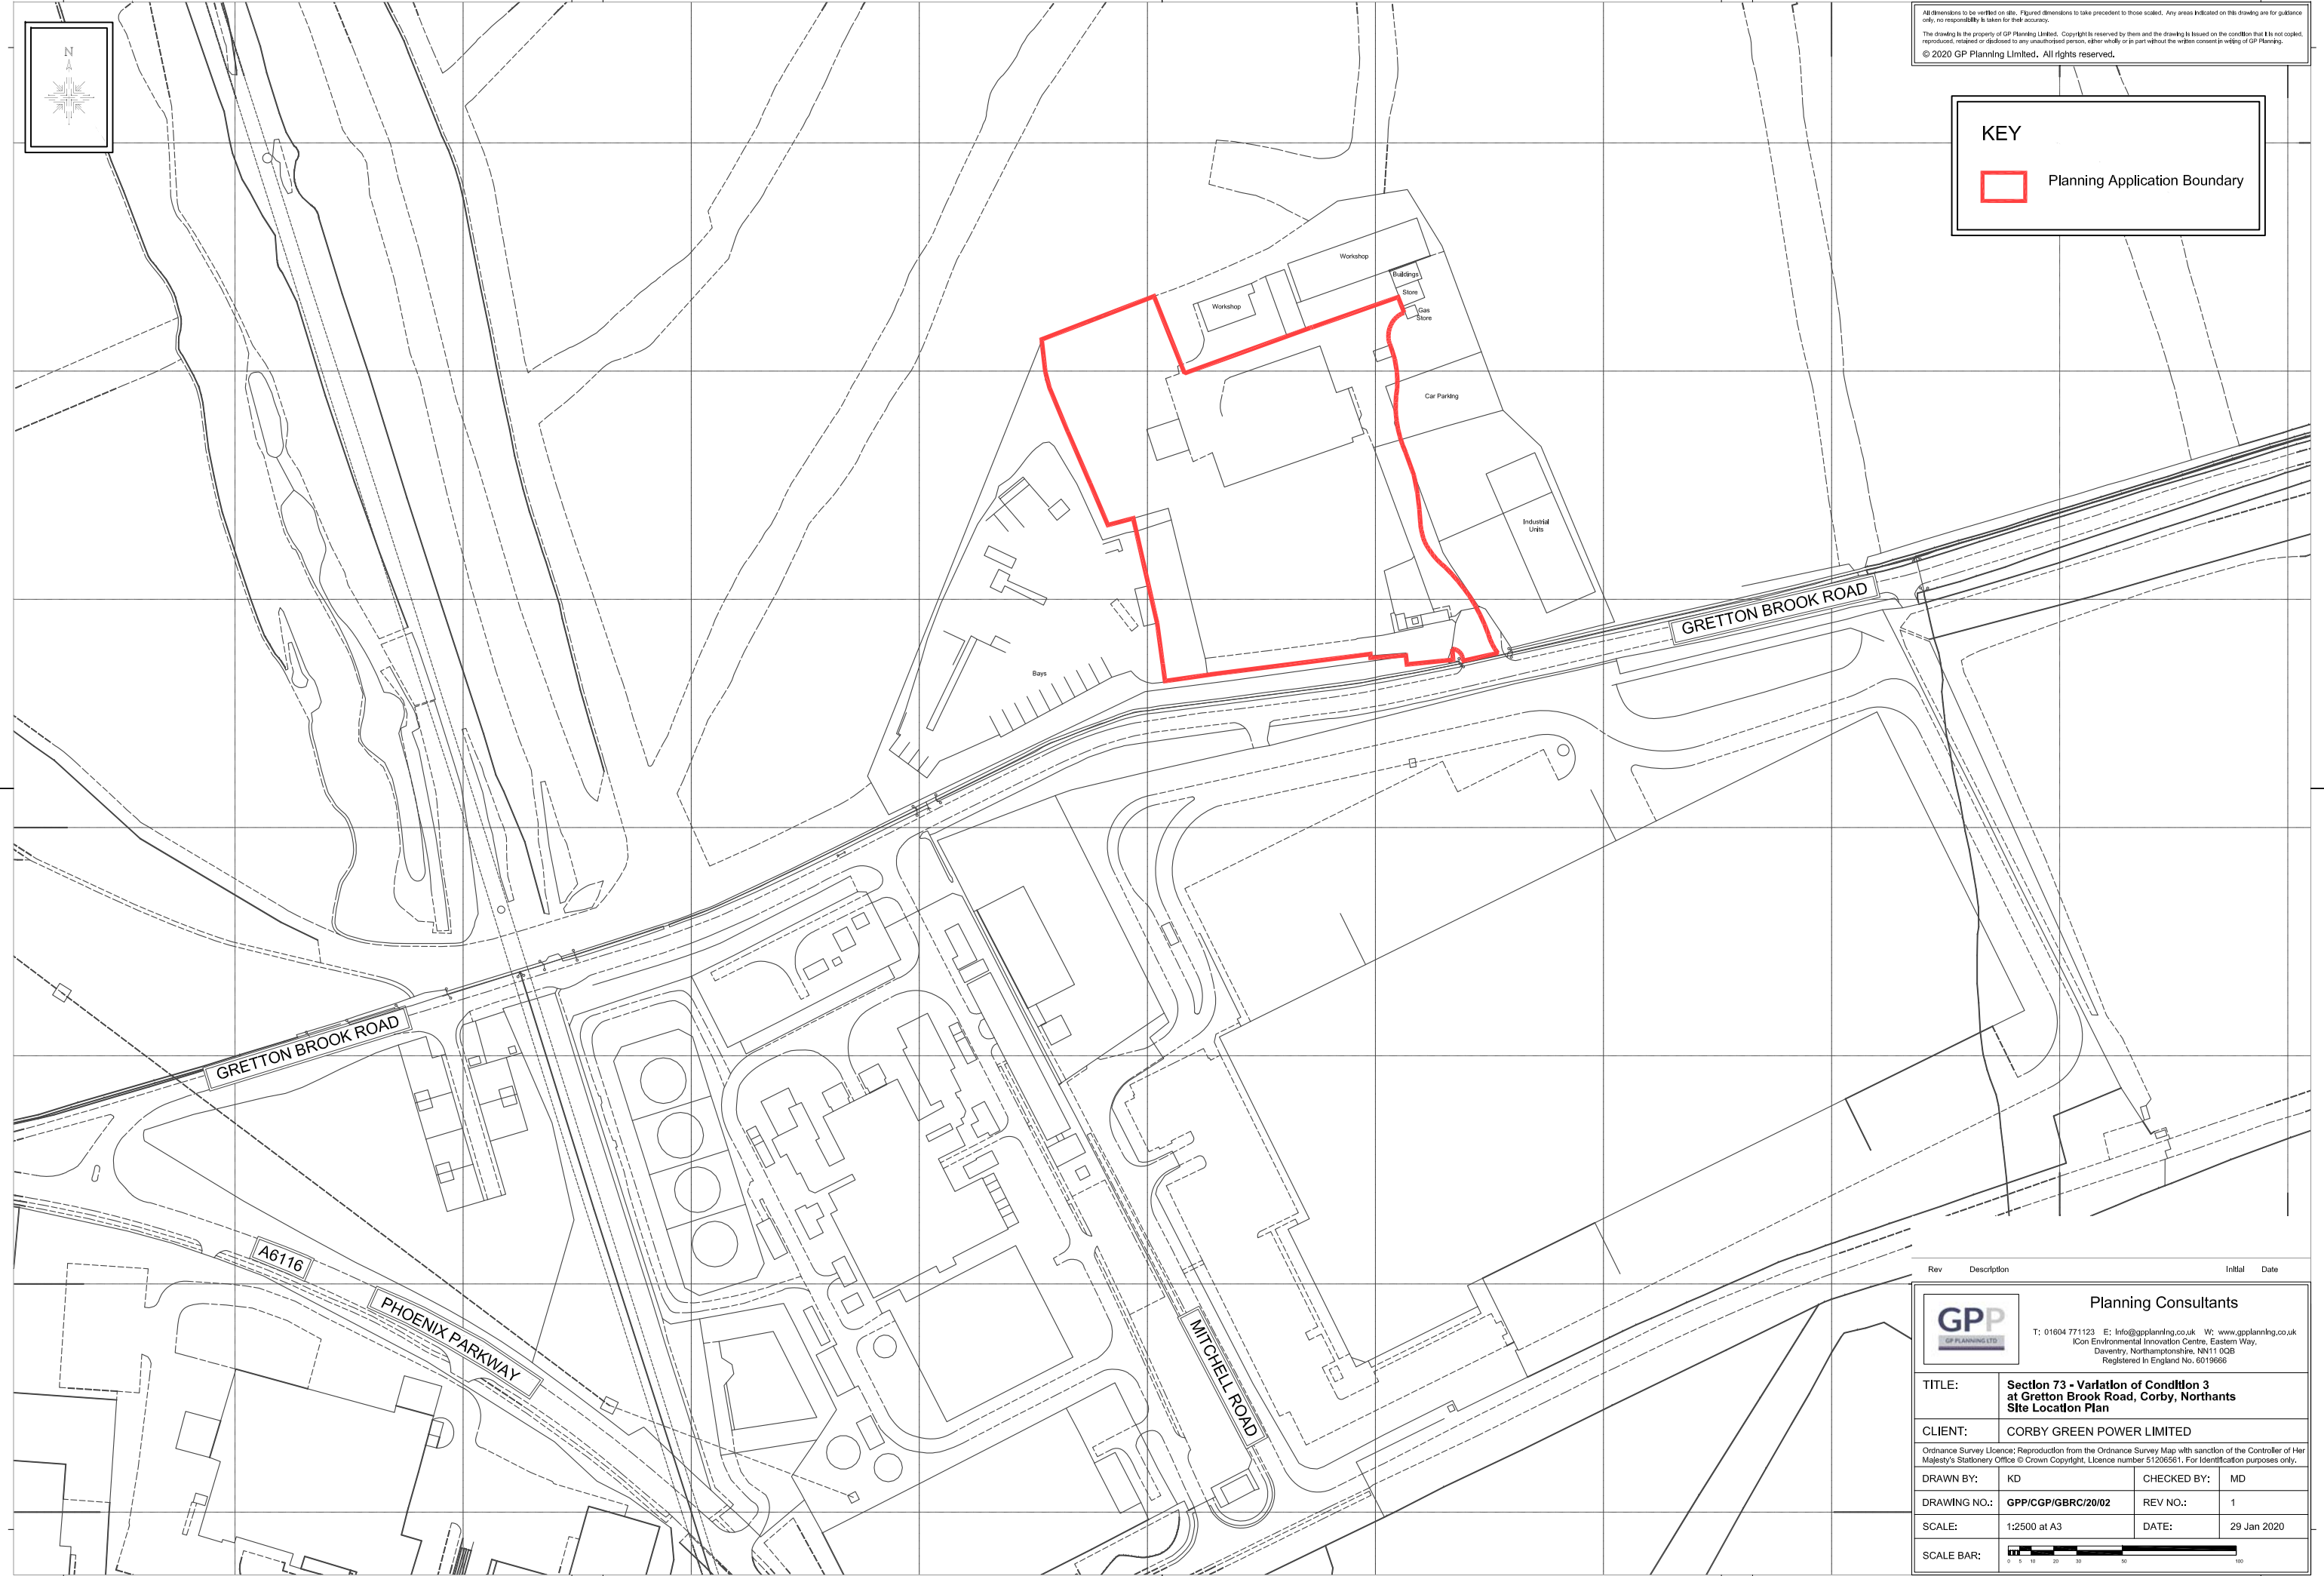 All dimensions to be verified on site. Figured dimensions to take precedent to those scaled. Any areas indicated on this drawing are for guidance
only, no responsibility is taken for their accuracy.
The drawing is the property of GP Planning Limited. Copyright is reserved by them and the drawing is issued on the condition that it is not copied,
reproduced, retained or disclosed to any unauthorised person, either wholly or in part without the written consent in writing of GP Planning.
© 2020 GP Planning Limited. All rights reserved.
N
KEY
Planning Application Boundary
Workshop
Buildings
Store
Gas
Store
Workshop
Car Parking
Industrial
Units
GRETTON BROOK ROAD
Bays
GRETTON BROOK ROAD
A6116
PHOENIX PARKWAY
MITCHELL ROAD
Rev Description Initial Date
GPP
GP PLANNING LTD
Planning Consultants
T: 01604 771123 E: info@gpplanning.co.uk W: www.gpplanning.co.uk
iCon Environmental Innovation Centre, Eastern Way,
Daventry, Northamptonshire, NN11 0QB
Registered in England No. 6019666
TITLE: Section 73 - Variation of Condition 3
at Gretton Brook Road, Corby, Northants
Site Location Plan
CLIENT: CORBY GREEN POWER LIMITED
Ordnance Survey Licence: Reproduction from the Ordnance Survey Map with sanction of the Controller of Her
Majesty's Stationery Office © Crown Copyright, Licence number 51206561. For Identification purposes only.
DRAWN BY: KD CHECKED BY: MD
DRAWING NO.: GPP/CGP/GBRC/20/02 REV NO.: 1
SCALE: 1:2500 at A3 DATE: 29 Jan 2020
SCALE BAR: 0 5 10 20 30 50 100